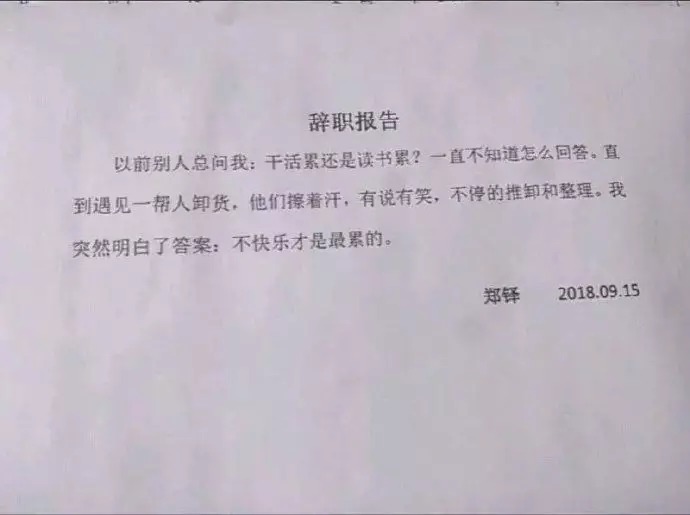 辞职报告
以前别人总问我：干活累还是读书累？一直不知道怎么回答。直
到遇见一帮人卸货，他们擦着汗，有说有笑，不停的推卸和整理。我
突然明白了答案：不快乐才是最累的。
郑铎 2018.09.15